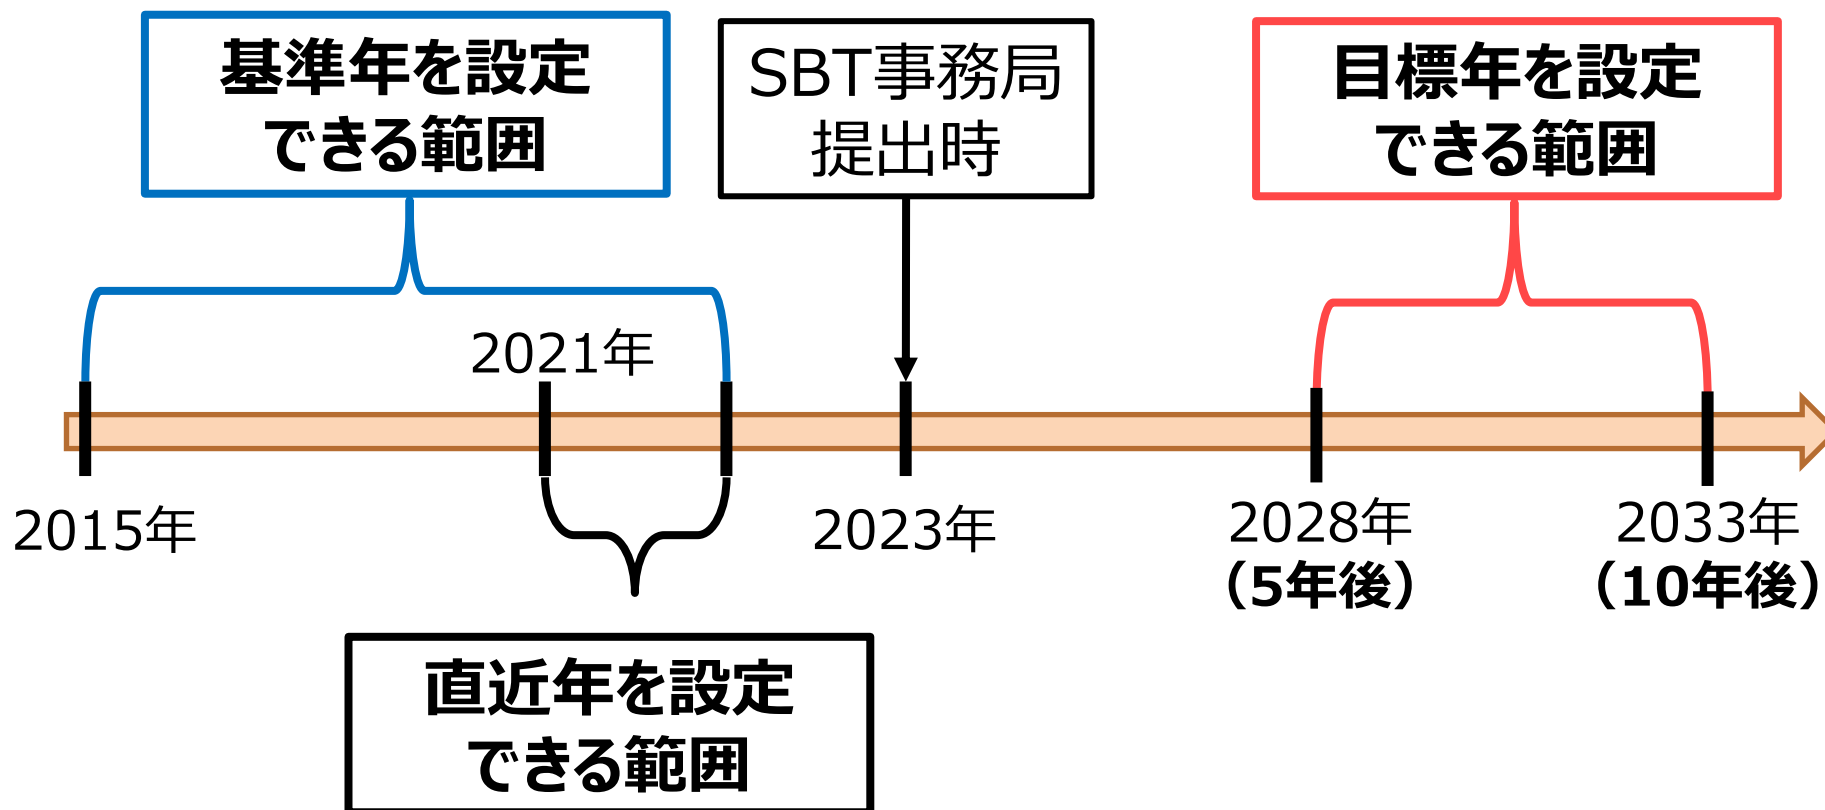 基準年を設定
できる範囲
SBT事務局
提出時
目標年を設定
できる範囲
2021年
2015年
2023年
2028年
（5年後）
2033年
（10年後）
直近年を設定
できる範囲